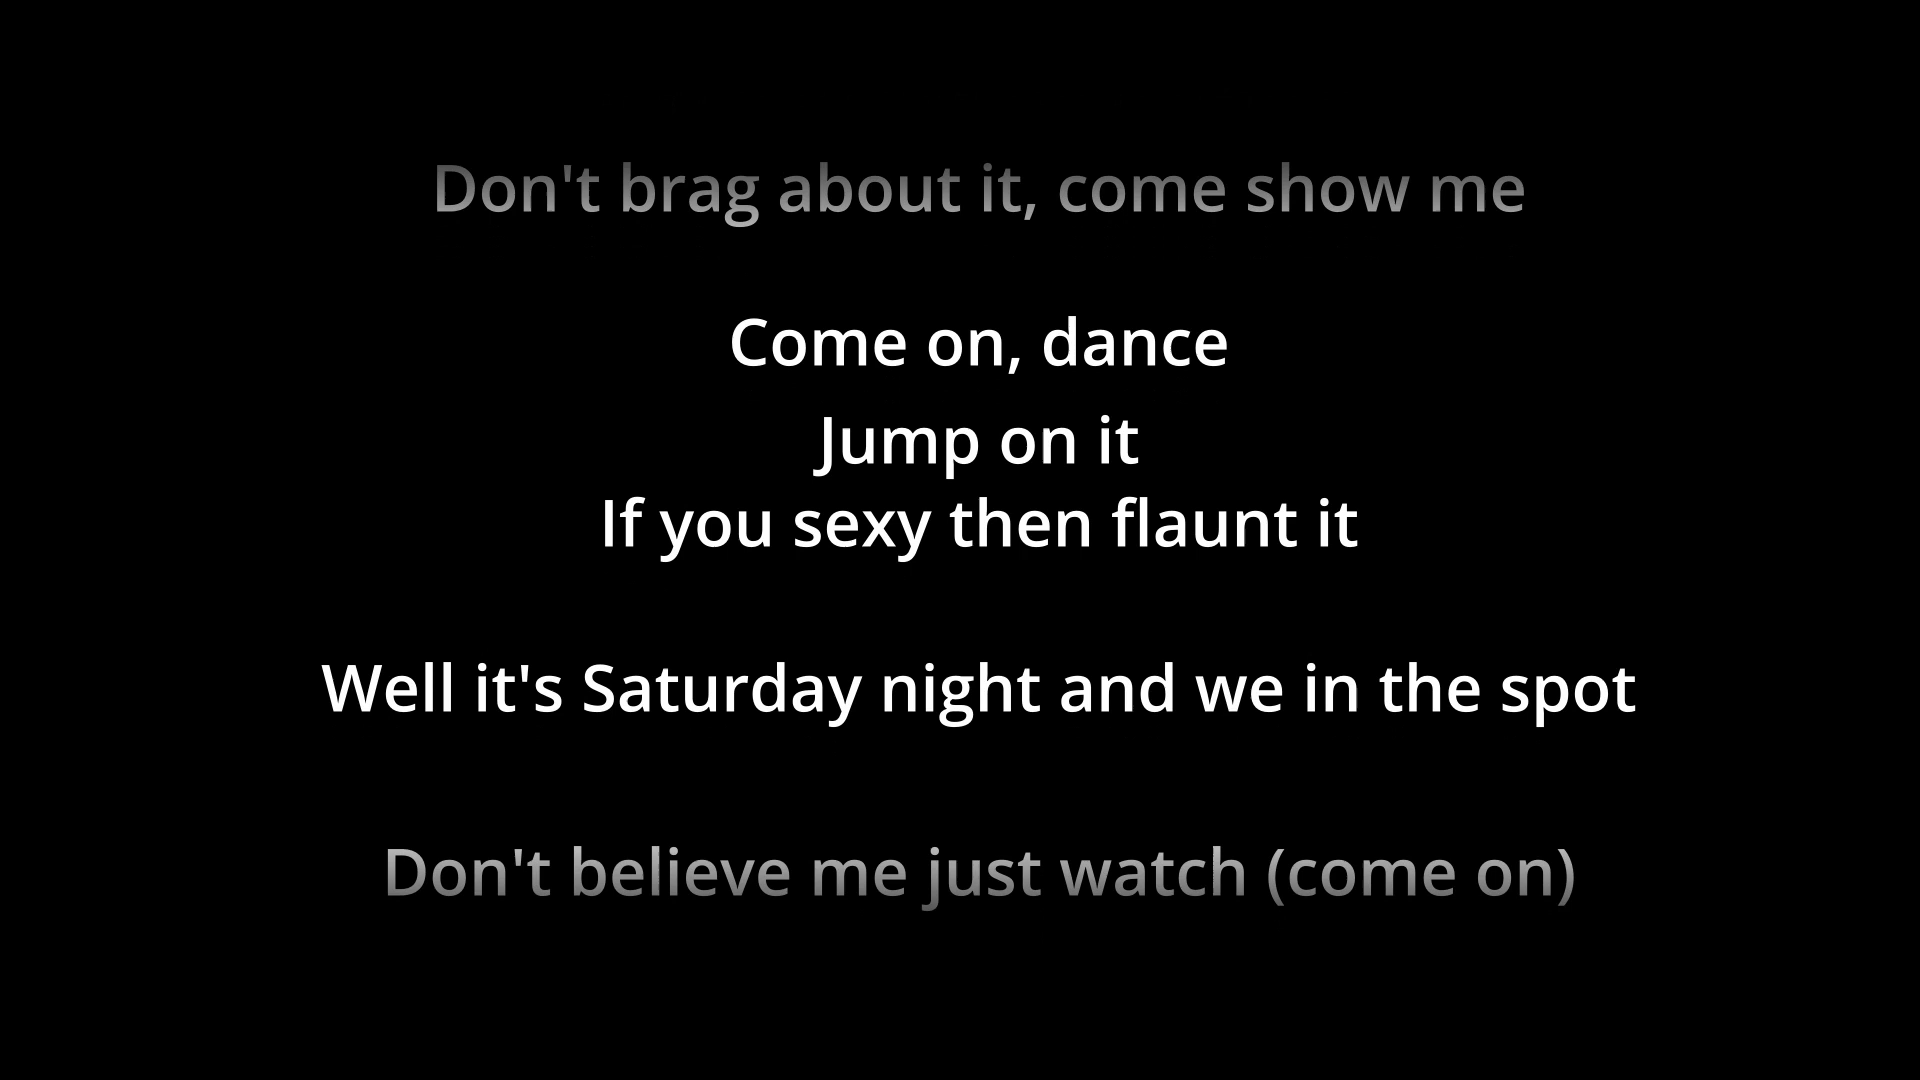 Don't brag about it, come show me
Come on, dance
Jump on it
If you sexy then flaunt it
Well it's Saturday night and we in the spot
Don't believe me just watch (come on)